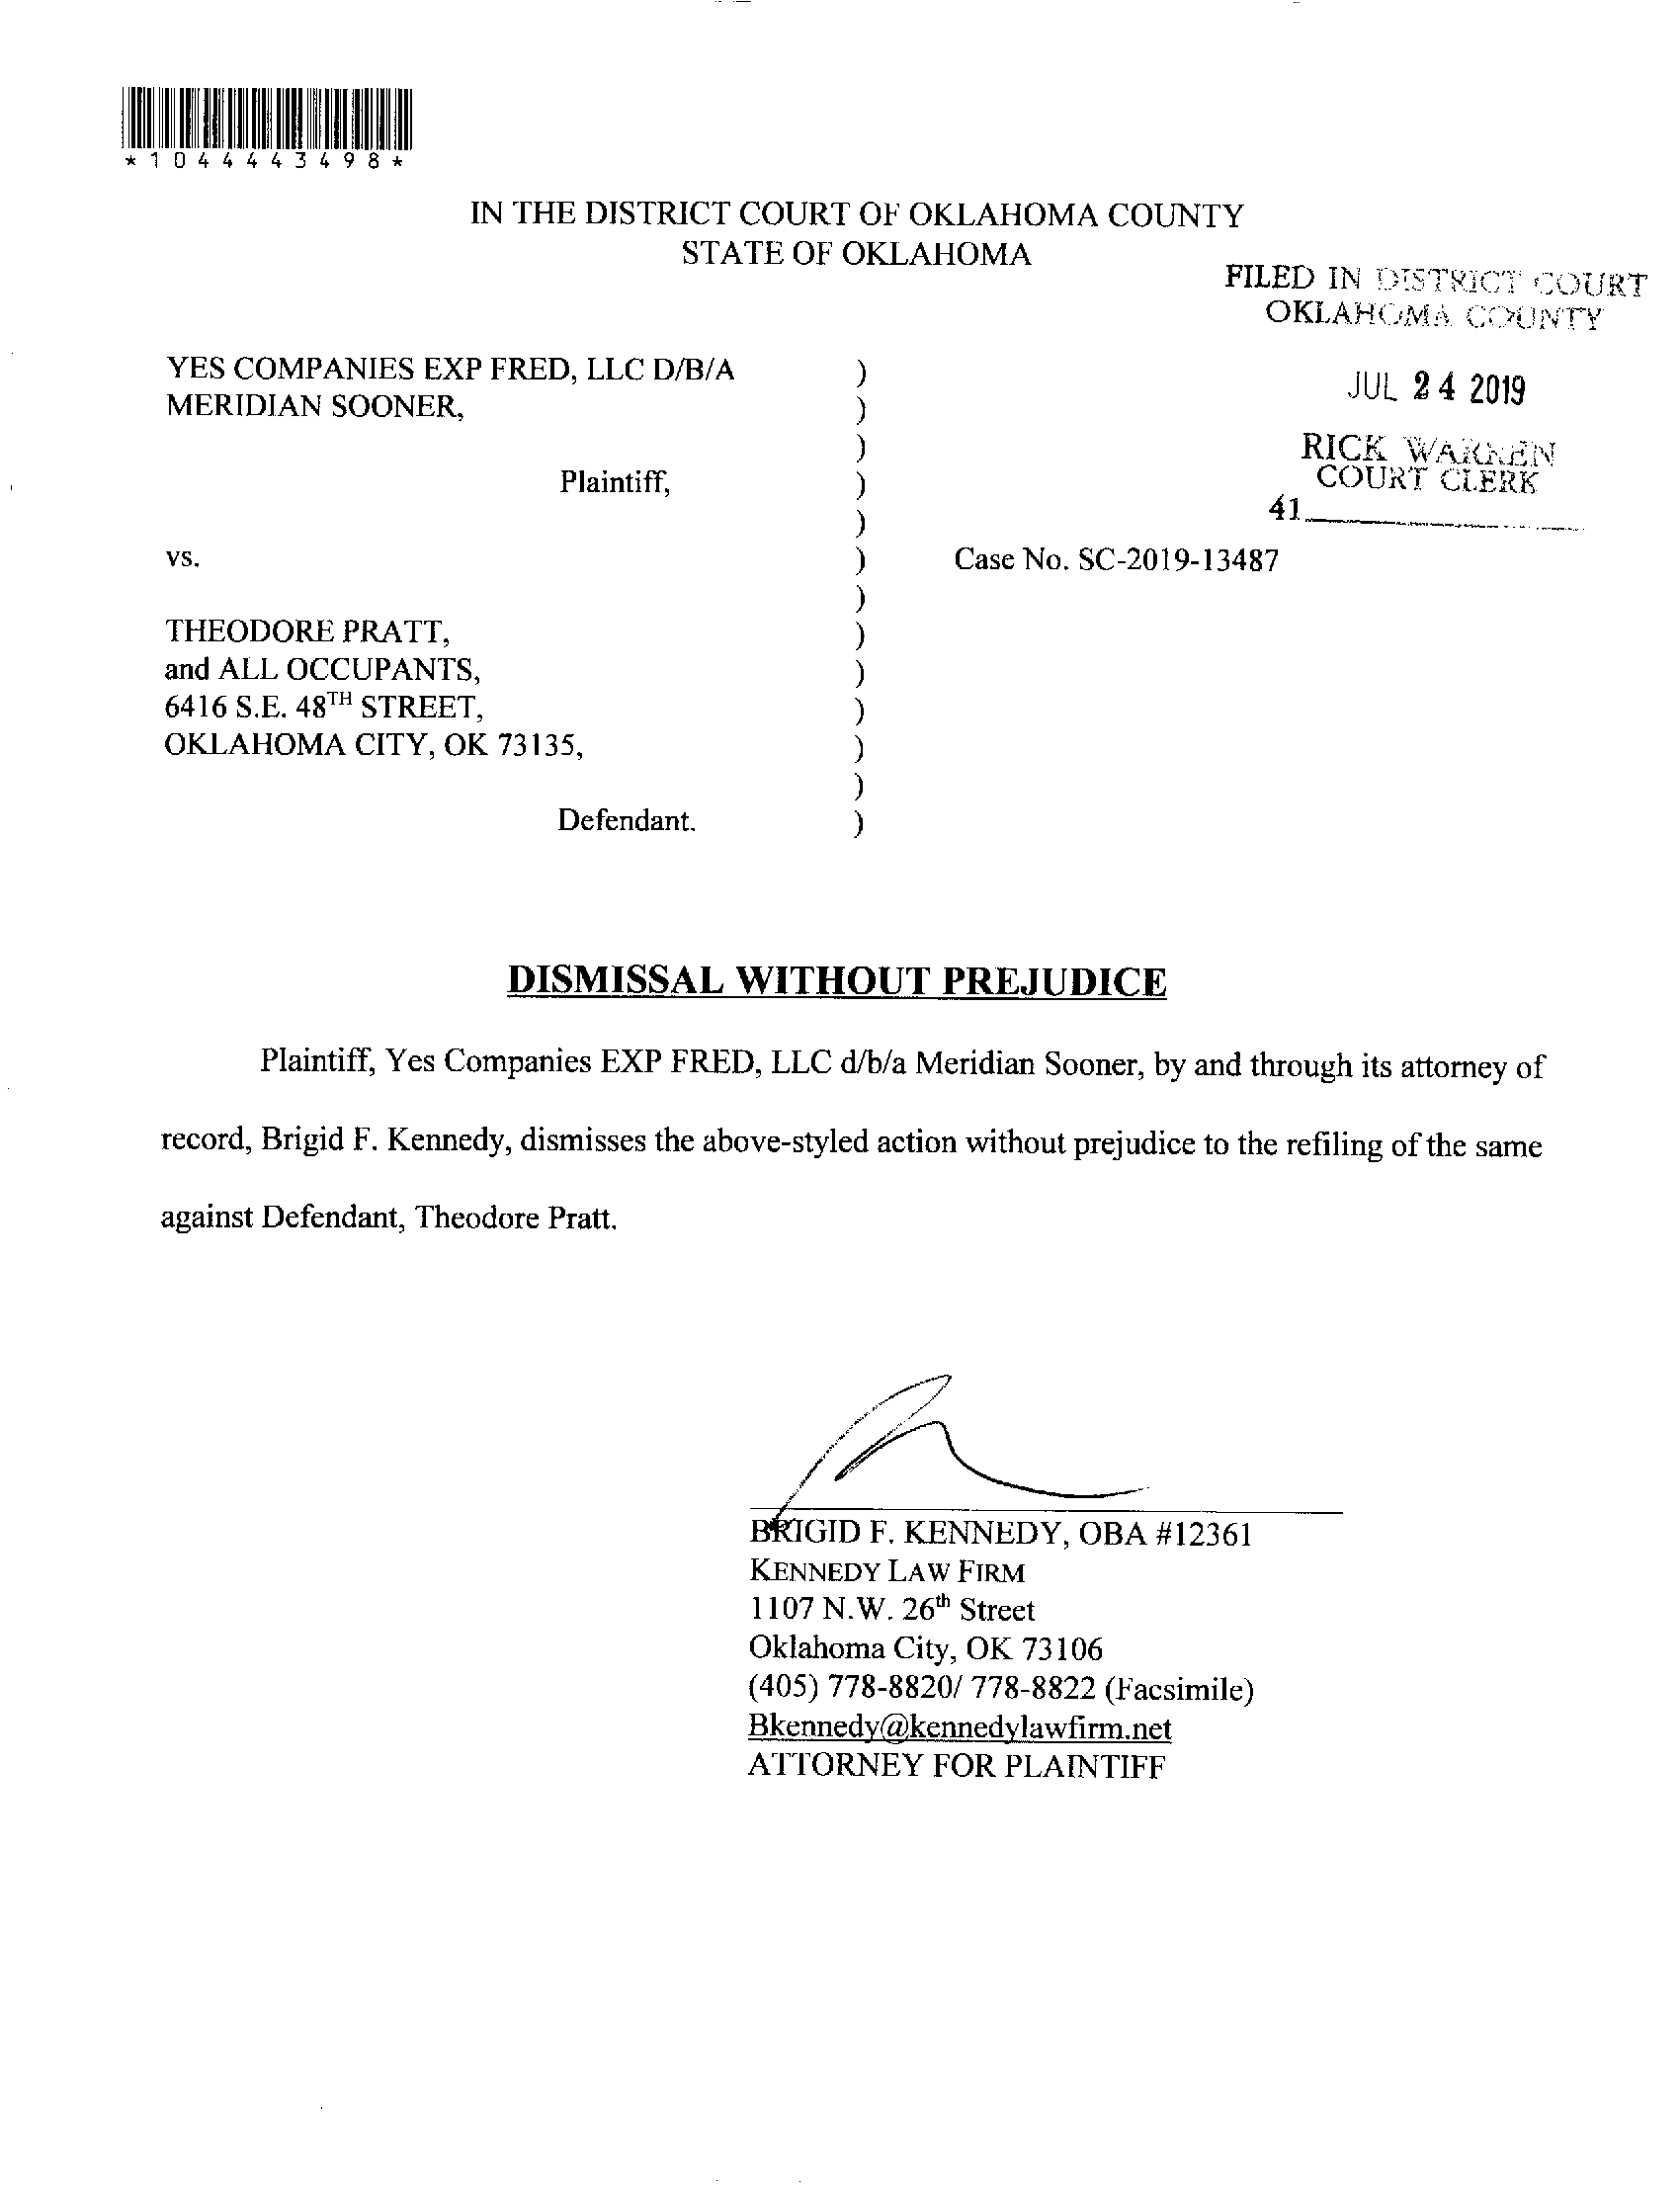 *1044443498*
IN THE DISTRICT COURT OF OKLAHOMA COUNTY
STATE OF OKLAHOMA
FILED IN DISTRICT COURT
OKLAHOMA COUNTY
JUL 24 2019
RICK WARREN
COURT CLERK
41
YES COMPANIES EXP FRED, LLC D/B/A )
MERIDIAN SOONER, )
)
Plaintiff, )
)
vs. ) Case No. SC-2019-13487
)
THEODORE PRATT, )
and ALL OCCUPANTS, )
6416 S.E. 48TH STREET, )
OKLAHOMA CITY, OK 73135, )
)
Defendant. )
DISMISSAL WITHOUT PREJUDICE
Plaintiff, Yes Companies EXP FRED, LLC d/b/a Meridian Sooner, by and through its attorney of
record, Brigid F. Kennedy, dismisses the above-styled action without prejudice to the refiling of the same
against Defendant, Theodore Pratt.
BRIGID F. KENNEDY, OBA #12361
KENNEDY LAW FIRM
1107 N.W. 26th Street
Oklahoma City, OK 73106
(405) 778-8820/ 778-8822 (Facsimile)
Bkennedy@kennedylawfirm.net
ATTORNEY FOR PLAINTIFF